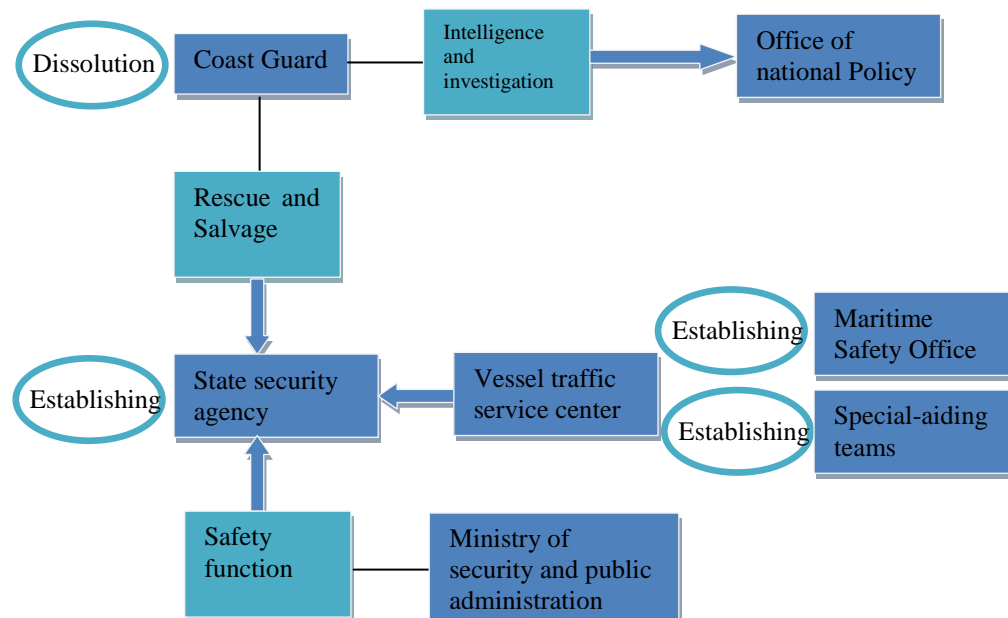 Dissolution
Coast Guard
Intelligence
and
investigation
Office of
national Policy
Rescue and
Salvage
Establishing
Maritime
Safety Office
Establishing
State security
agency
Vessel traffic
service center
Establishing
Special-aiding
teams
Safety
function
Ministry of
security and public
administration